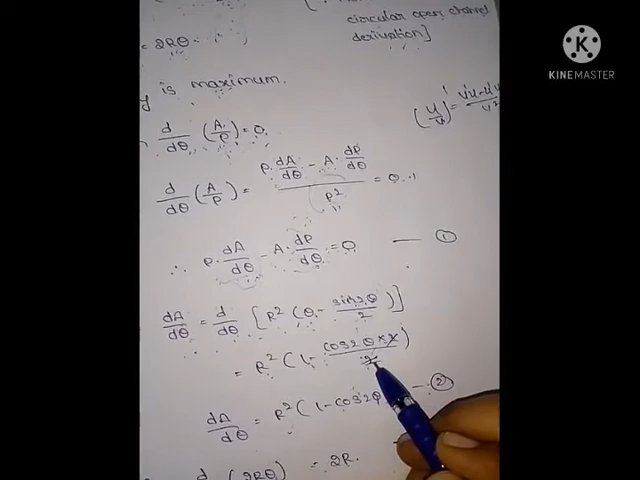 circular open channel
= 2Rθ.
derivation]
K
KINEMASTER
y is maximum.
d/dθ (A/P) = 0
(u/v)' = vu'-u'v/v²
d/dθ (A/P) = P. dA/dθ - A. dP/dθ / P² = 0
∴ P. dA/dθ - A. dP/dθ = 0 — ①
dA/dθ = d/dθ [R² (θ - sin2θ/2)]
= R² (1 - cos2θ×2/2)
dA/dθ = R² (1 - cos2θ — ②
d (2Rθ) = 2R.